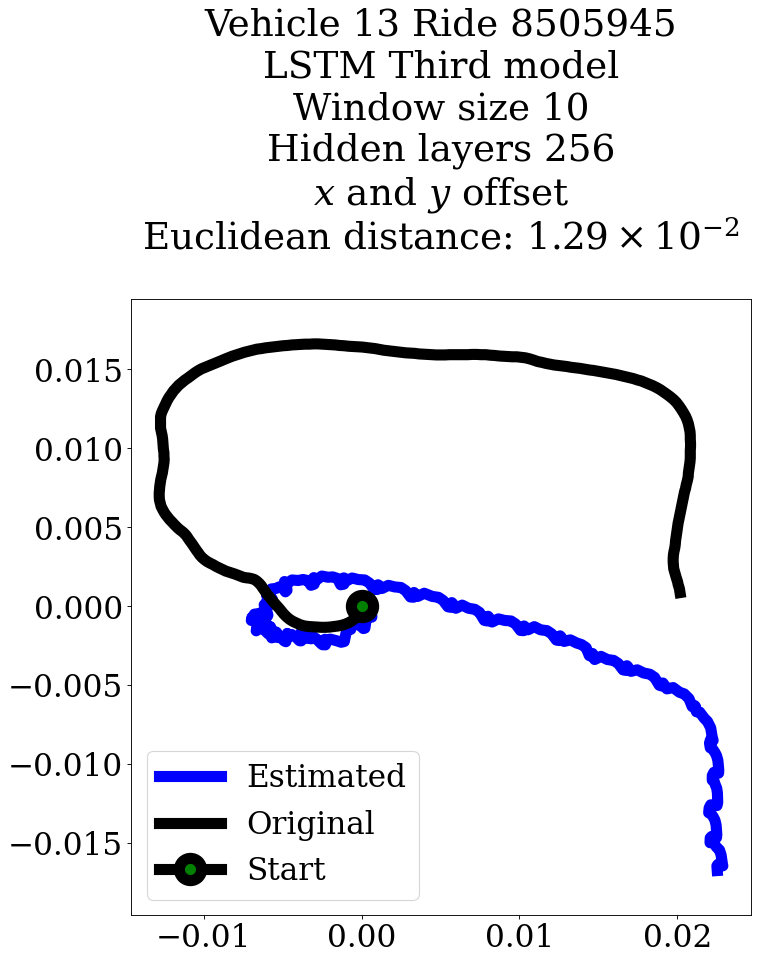 Vehicle 13 Ride 8505945
LSTM Third model
Window size 10
Hidden layers 256
x and y offset
Euclidean distance: 1.29 × 10⁻²
0.015
0.010
0.005
0.000
−0.005
−0.010
−0.015
Estimated
Original
Start
−0.01 0.00 0.01 0.02